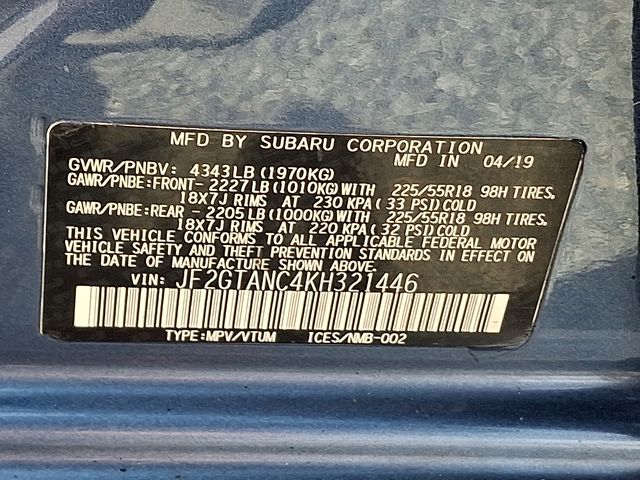 MFD BY SUBARU CORPORATION
GVWR/PNBV: 4343LB (1970KG) MFD IN 04/19
GAWR/PNBE:FRONT- 2227LB (1010KG)WITH 225/55R18 98H TIRES,
18X7J RIMS AT 230 KPA (33 PSI)COLD
GAWR/PNBE:REAR - 2205LB (1000KG)WITH 225/55R18 98H TIRES,
18X7J RIMS AT 220 KPA (32 PSI)COLD
THIS VEHICLE CONFORMS TO ALL APPLICABLE FEDERAL MOTOR
VEHICLE SAFETY AND THEFT PREVENTION STANDARDS IN EFFECT ON
THE DATE OF MANUFACTURE SHOWN ABOVE.
VIN: JF2GTANC4KH321446
TYPE:MPV/VTUM ICES/NMB-002